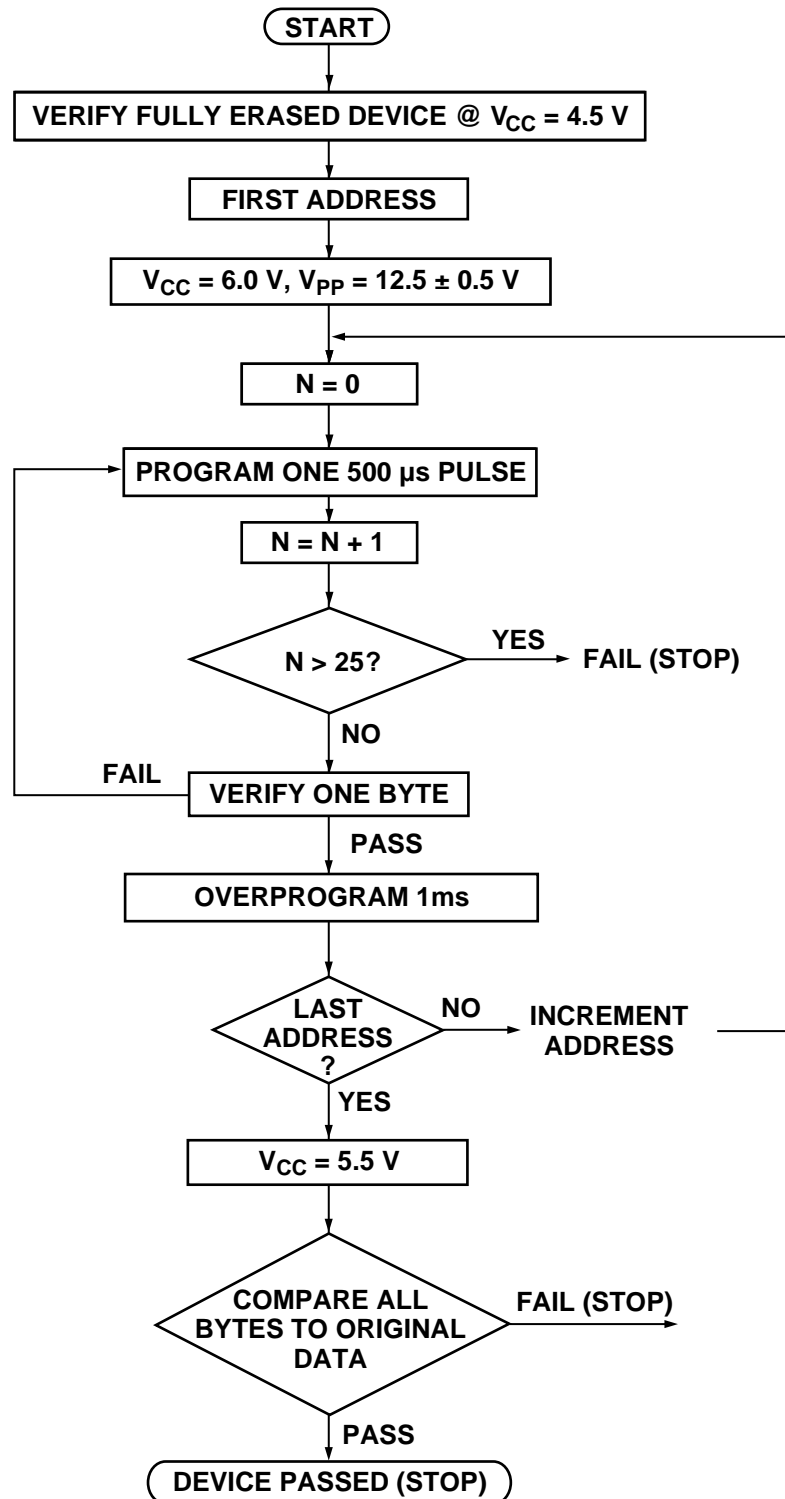 START
VERIFY FULLY ERASED DEVICE @ VCC = 4.5 V
FIRST ADDRESS
VCC = 6.0 V, VPP = 12.5 ± 0.5 V
N = 0
PROGRAM ONE 500 µs PULSE
N = N + 1
N > 25?
YES
FAIL (STOP)
NO
FAIL
VERIFY ONE BYTE
PASS
OVERPROGRAM 1ms
LAST
ADDRESS
?
NO
INCREMENT
ADDRESS
YES
VCC = 5.5 V
COMPARE ALL
BYTES TO ORIGINAL
DATA
FAIL (STOP)
PASS
DEVICE PASSED (STOP)